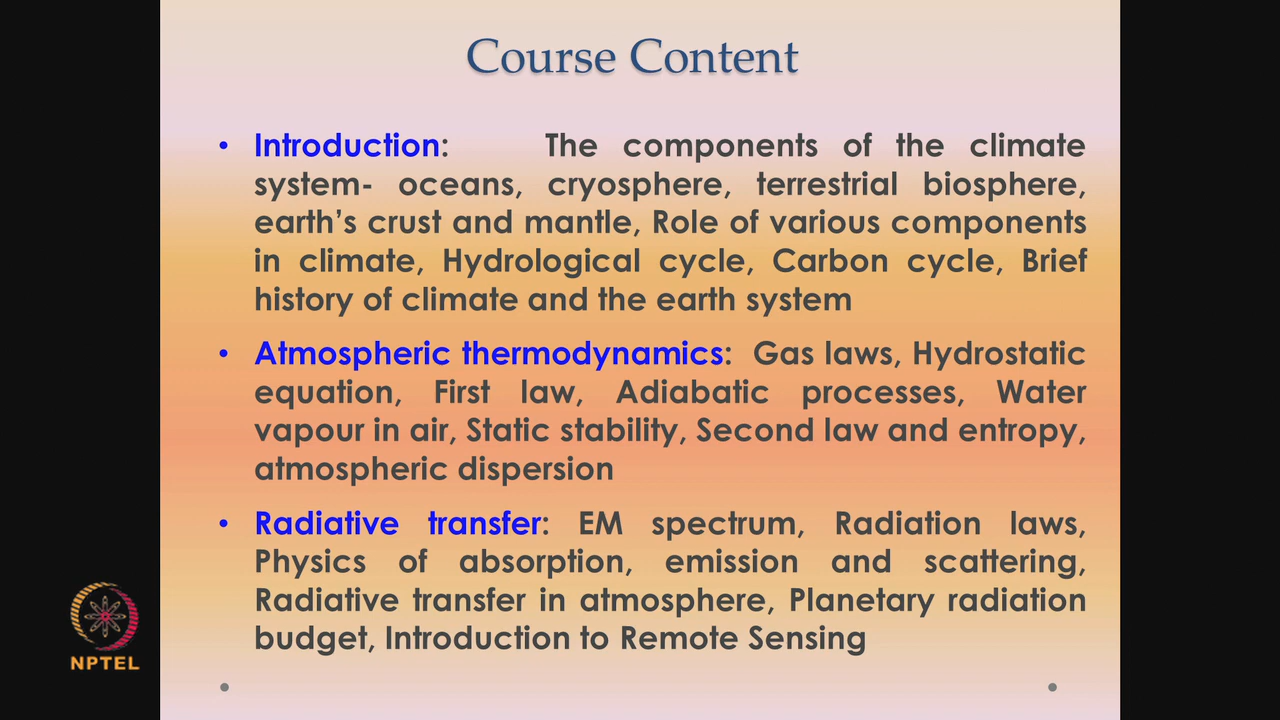 Course Content
• Introduction: The components of the climate
system- oceans, cryosphere, terrestrial biosphere,
earth's crust and mantle, Role of various components
in climate, Hydrological cycle, Carbon cycle, Brief
history of climate and the earth system
• Atmospheric thermodynamics: Gas laws, Hydrostatic
equation, First law, Adiabatic processes, Water
vapour in air, Static stability, Second law and entropy,
atmospheric dispersion
• Radiative transfer: EM spectrum, Radiation laws,
Physics of absorption, emission and scattering,
Radiative transfer in atmosphere, Planetary radiation
budget, Introduction to Remote Sensing
NPTEL